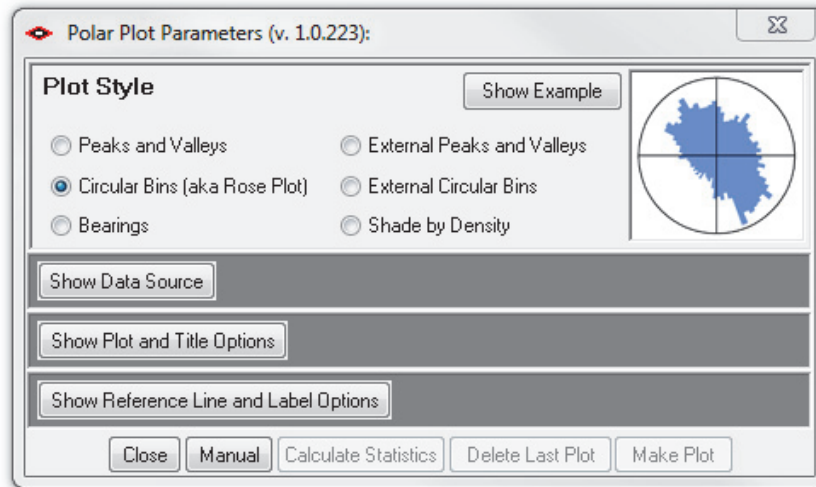 Polar Plot Parameters (v. 1.0.223):
Plot Style
Show Example
Peaks and Valleys
External Peaks and Valleys
Circular Bins (aka Rose Plot)
External Circular Bins
Bearings
Shade by Density
Show Data Source
Show Plot and Title Options
Show Reference Line and Label Options
Close Manual Calculate Statistics Delete Last Plot Make Plot